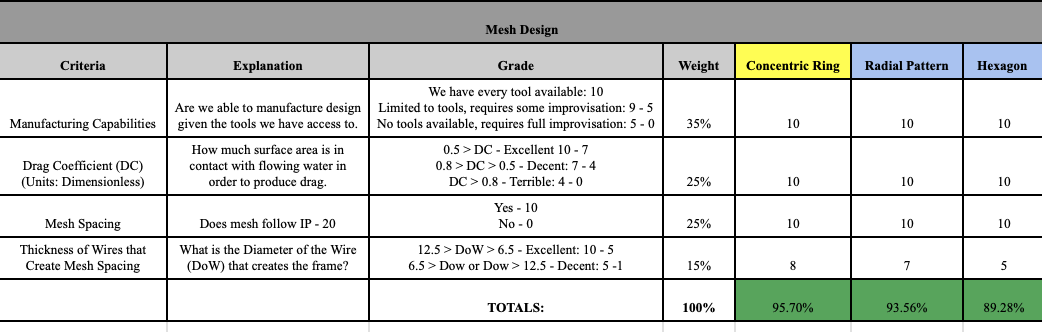 Mesh Design
Criteria Explanation Grade Weight Concentric Ring Radial Pattern Hexagon
We have every tool available: 10
Are we able to manufacture design Limited to tools, requires some improvisation: 9 - 5
Manufacturing Capabilities given the tools we have access to. No tools available, requires full improvisation: 5 - 0 35% 10 10 10
How much surface area is in 0.5 > DC - Excellent 10 - 7
Drag Coefficient (DC) contact with flowing water in 0.8 > DC > 0.5 - Decent: 7 - 4
(Units: Dimensionless) order to produce drag. DC > 0.8 - Terrible: 4 - 0 25% 10 10 10
Yes - 10
Mesh Spacing Does mesh follow IP - 20 No - 0 25% 10 10 10
Thickness of Wires that What is the Diameter of the Wire 12.5 > DoW > 6.5 - Excellent: 10 - 5
Create Mesh Spacing (DoW) that creates the frame? 6.5 > Dow or Dow > 12.5 - Decent: 5 -1 15% 8 7 5
TOTALS: 100% 95.70% 93.56% 89.28%